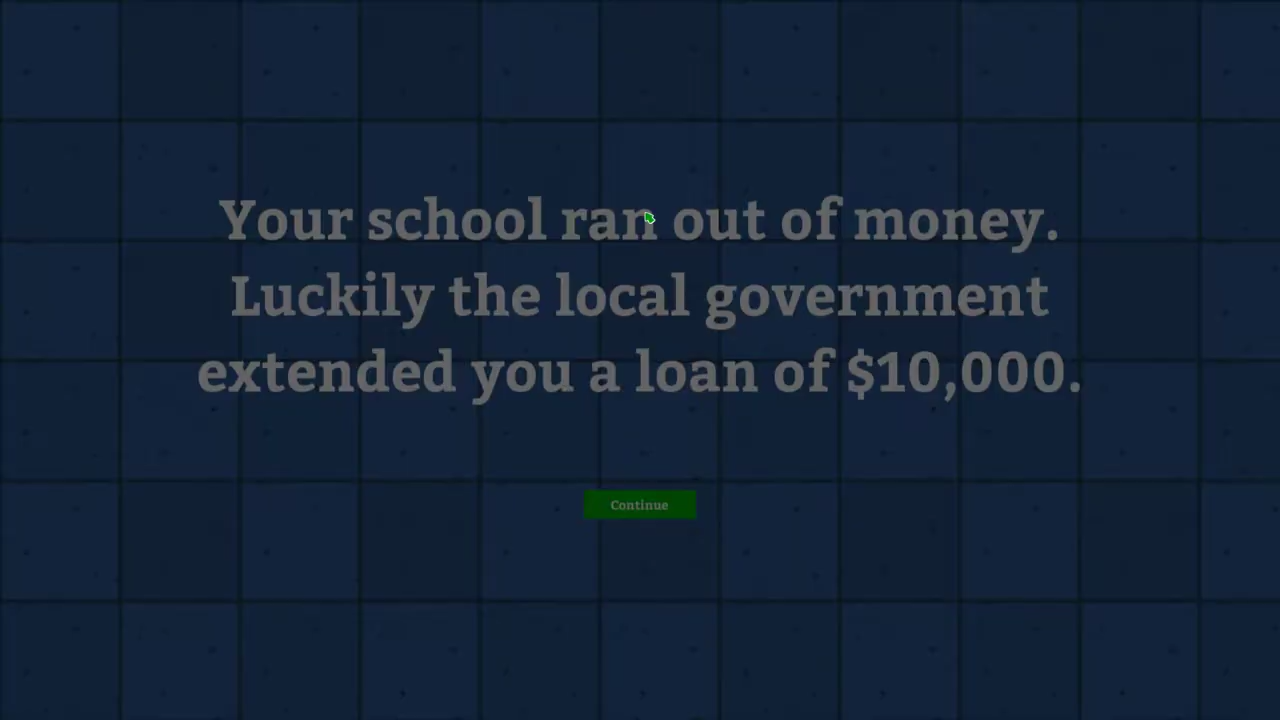 Your school ran out of money.
Luckily the local government
extended you a loan of $10,000.
Continue